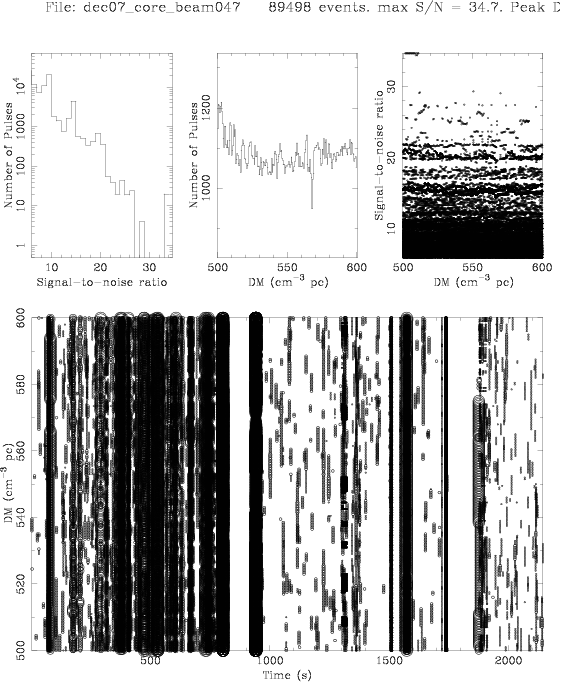 File: dec07_core_beam047 89498 events. max S/N = 34.7. Peak D
Number of Pulses
1 10 100 1000 10⁴
10 20 30
Signal-to-noise ratio
Number of Pulses
1000 1200
500 550 600
DM (cm⁻³ pc)
Signal-to-noise ratio
10 20 30
500 550 600
DM (cm⁻³ pc)
DM (cm⁻³ pc)
500 520 540 560 580 600
500 1000 1500 2000
Time (s)